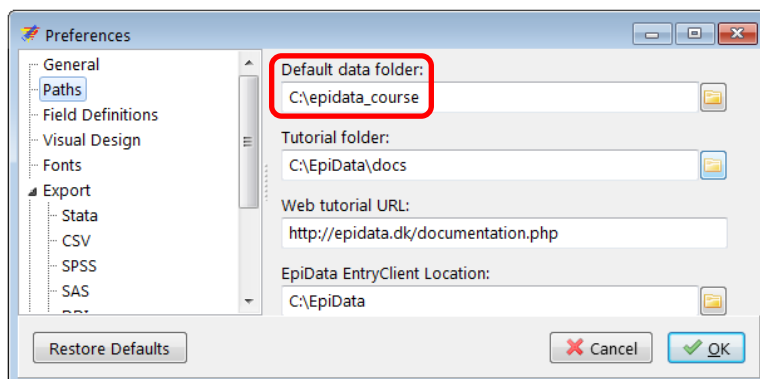 Preferences
General
Paths
Field Definitions
Visual Design
Fonts
Export
Stata
CSV
SPSS
SAS
Default data folder:
C:\epidata_course
Tutorial folder:
C:\EpiData\docs
Web tutorial URL:
http://epidata.dk/documentation.php
EpiData EntryClient Location:
C:\EpiData
Restore Defaults
Cancel
OK